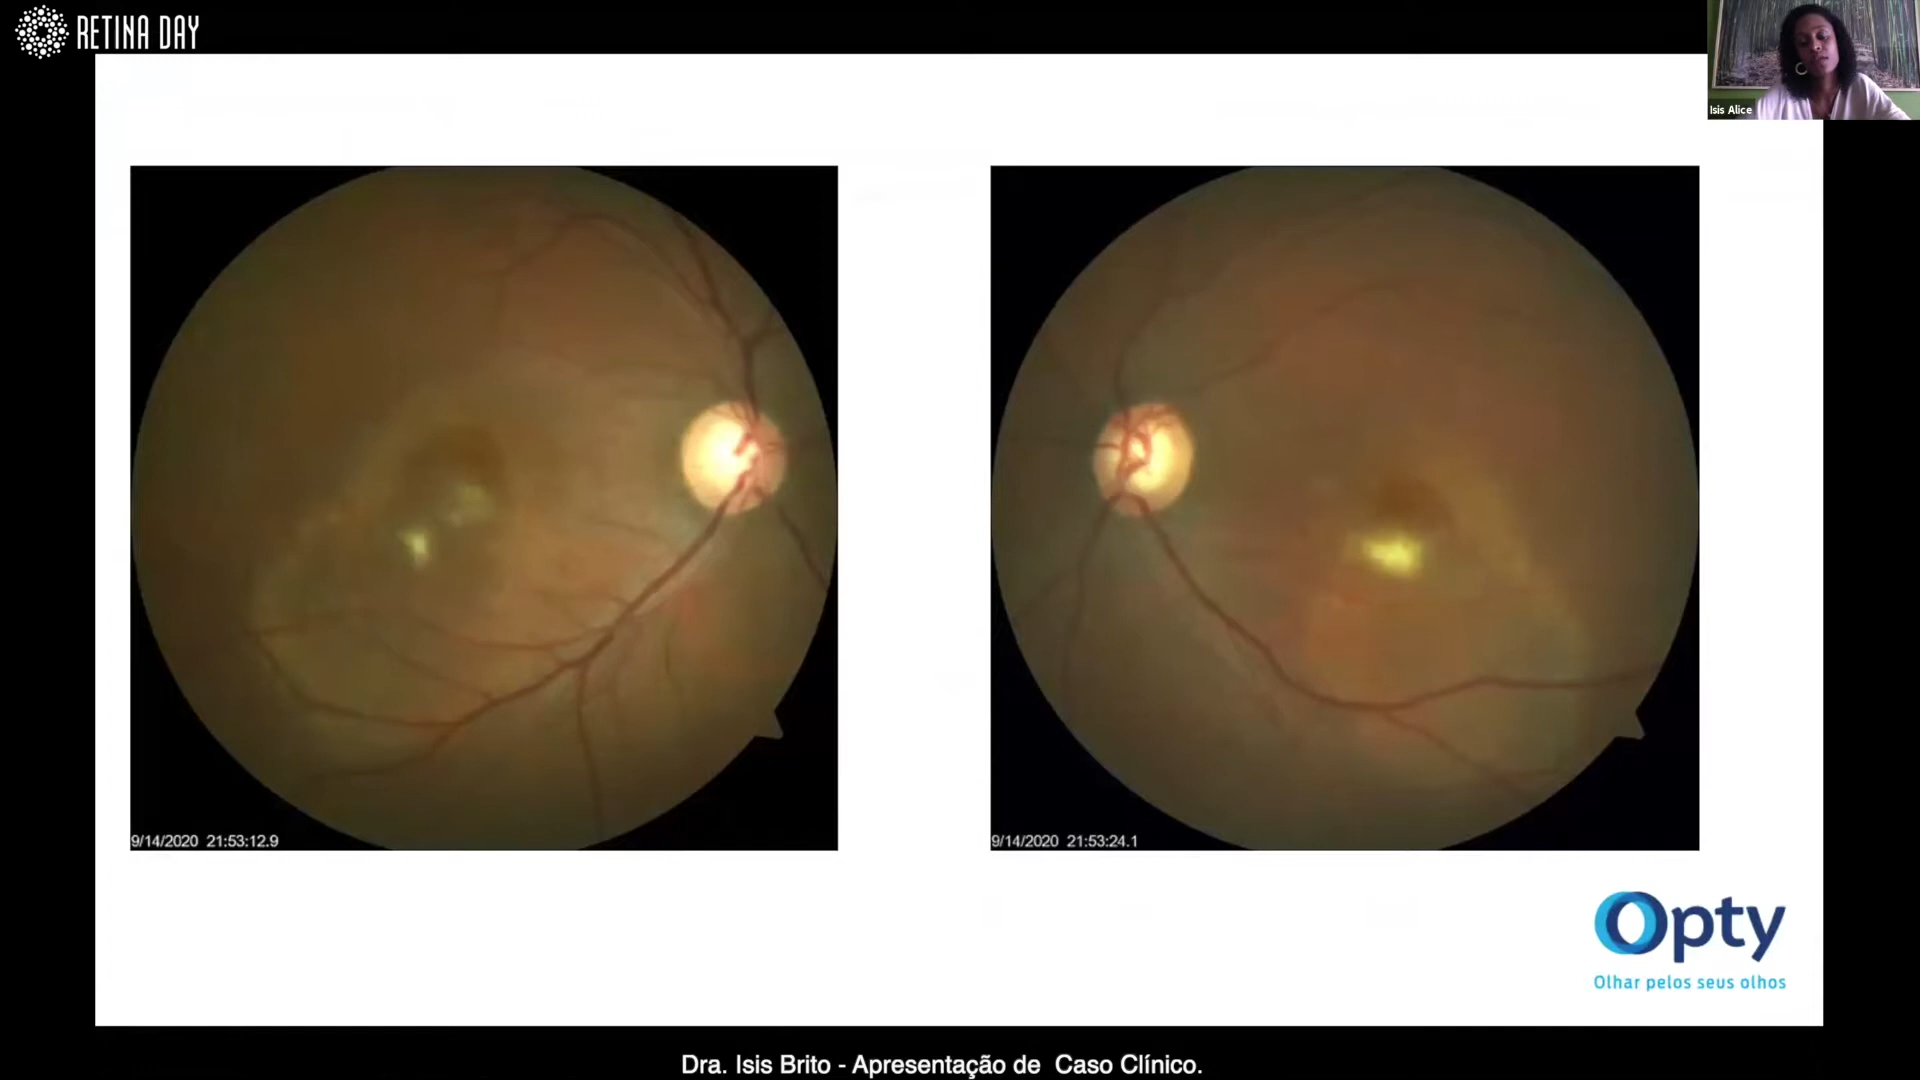 RETINA DAY
Isis Alice
9/14/2020 21:53:12.9
9/14/2020 21:53:24.1
Opty
Olhar pelos seus olhos
Dra. Isis Brito - Apresentação de Caso Clínico.